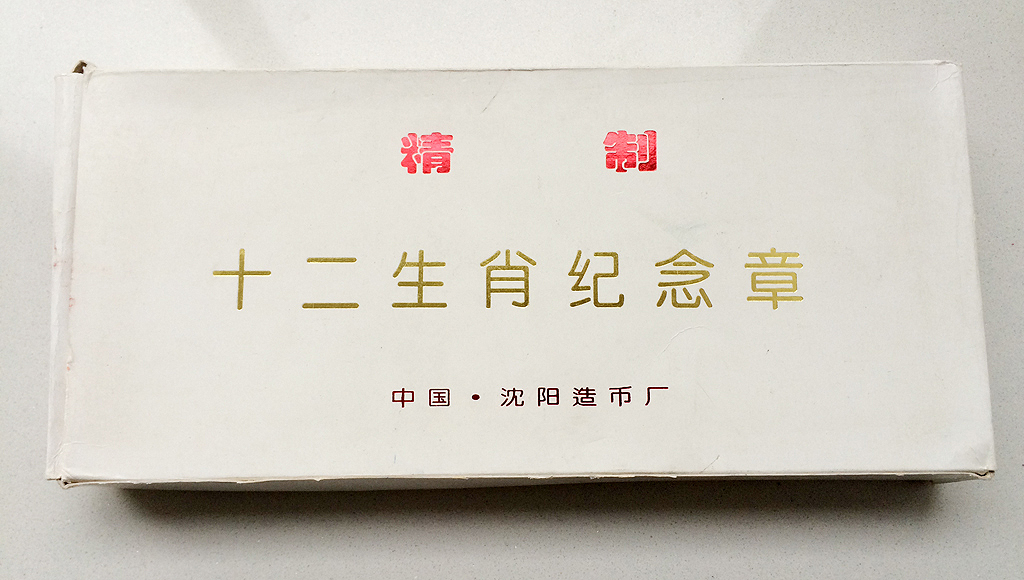 精 制
十二生肖纪念章
中国·沈阳造币厂